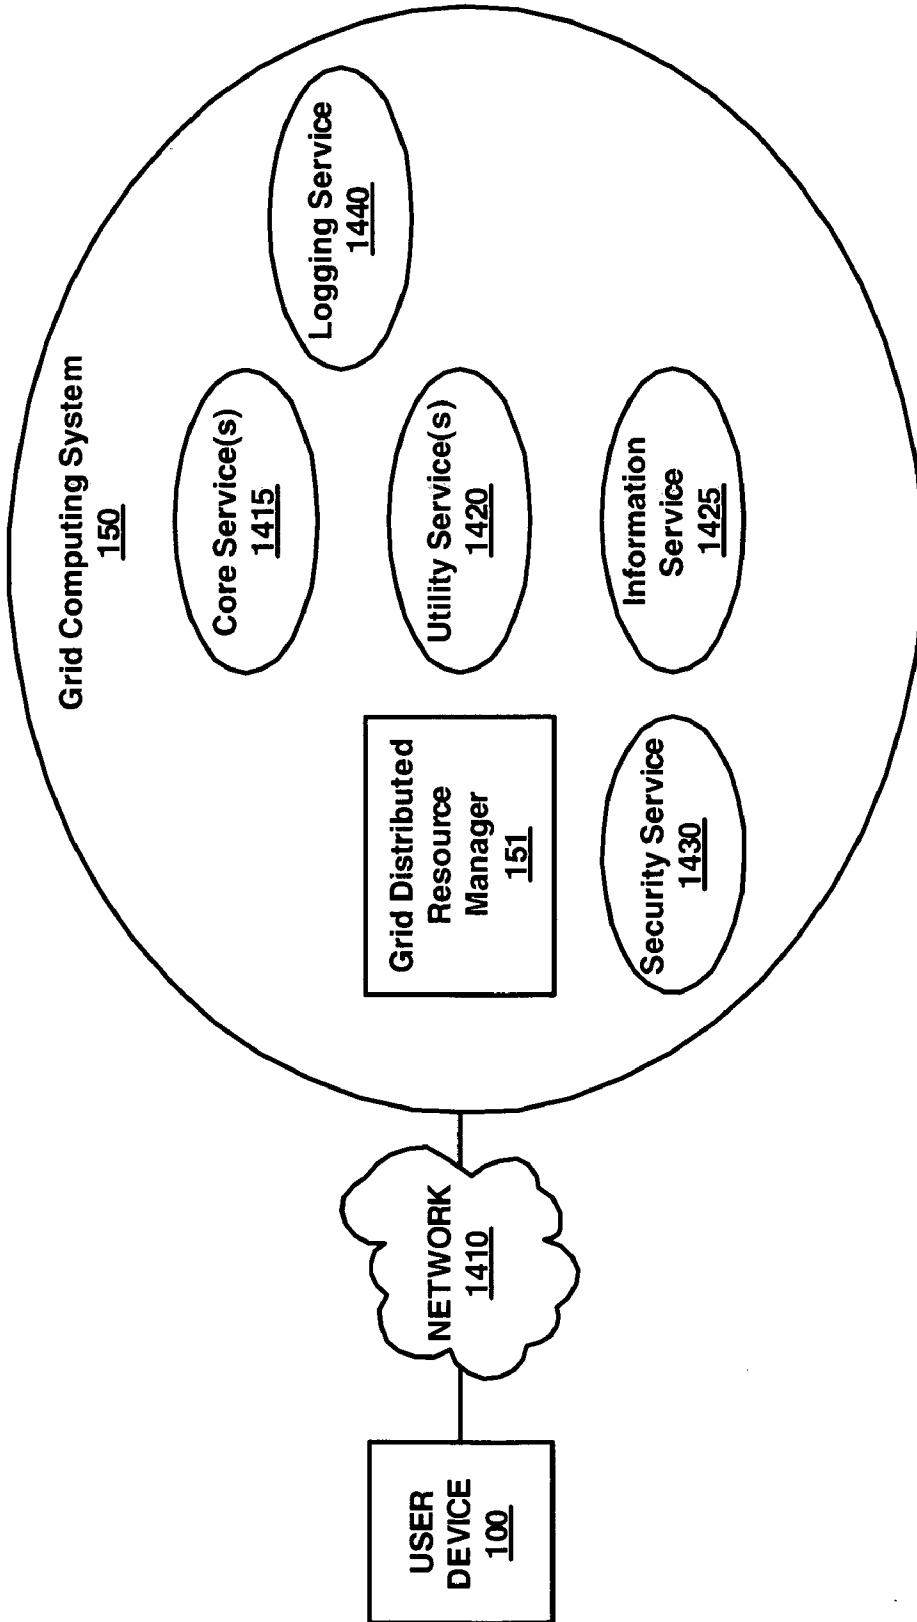 USER
DEVICE
100
NETWORK
1410
Grid Computing System
150
Grid Distributed
Resource
Manager
151
Security Service
1430
Core Service(s)
1415
Utility Service(s)
1420
Information
Service
1425
Logging Service
1440